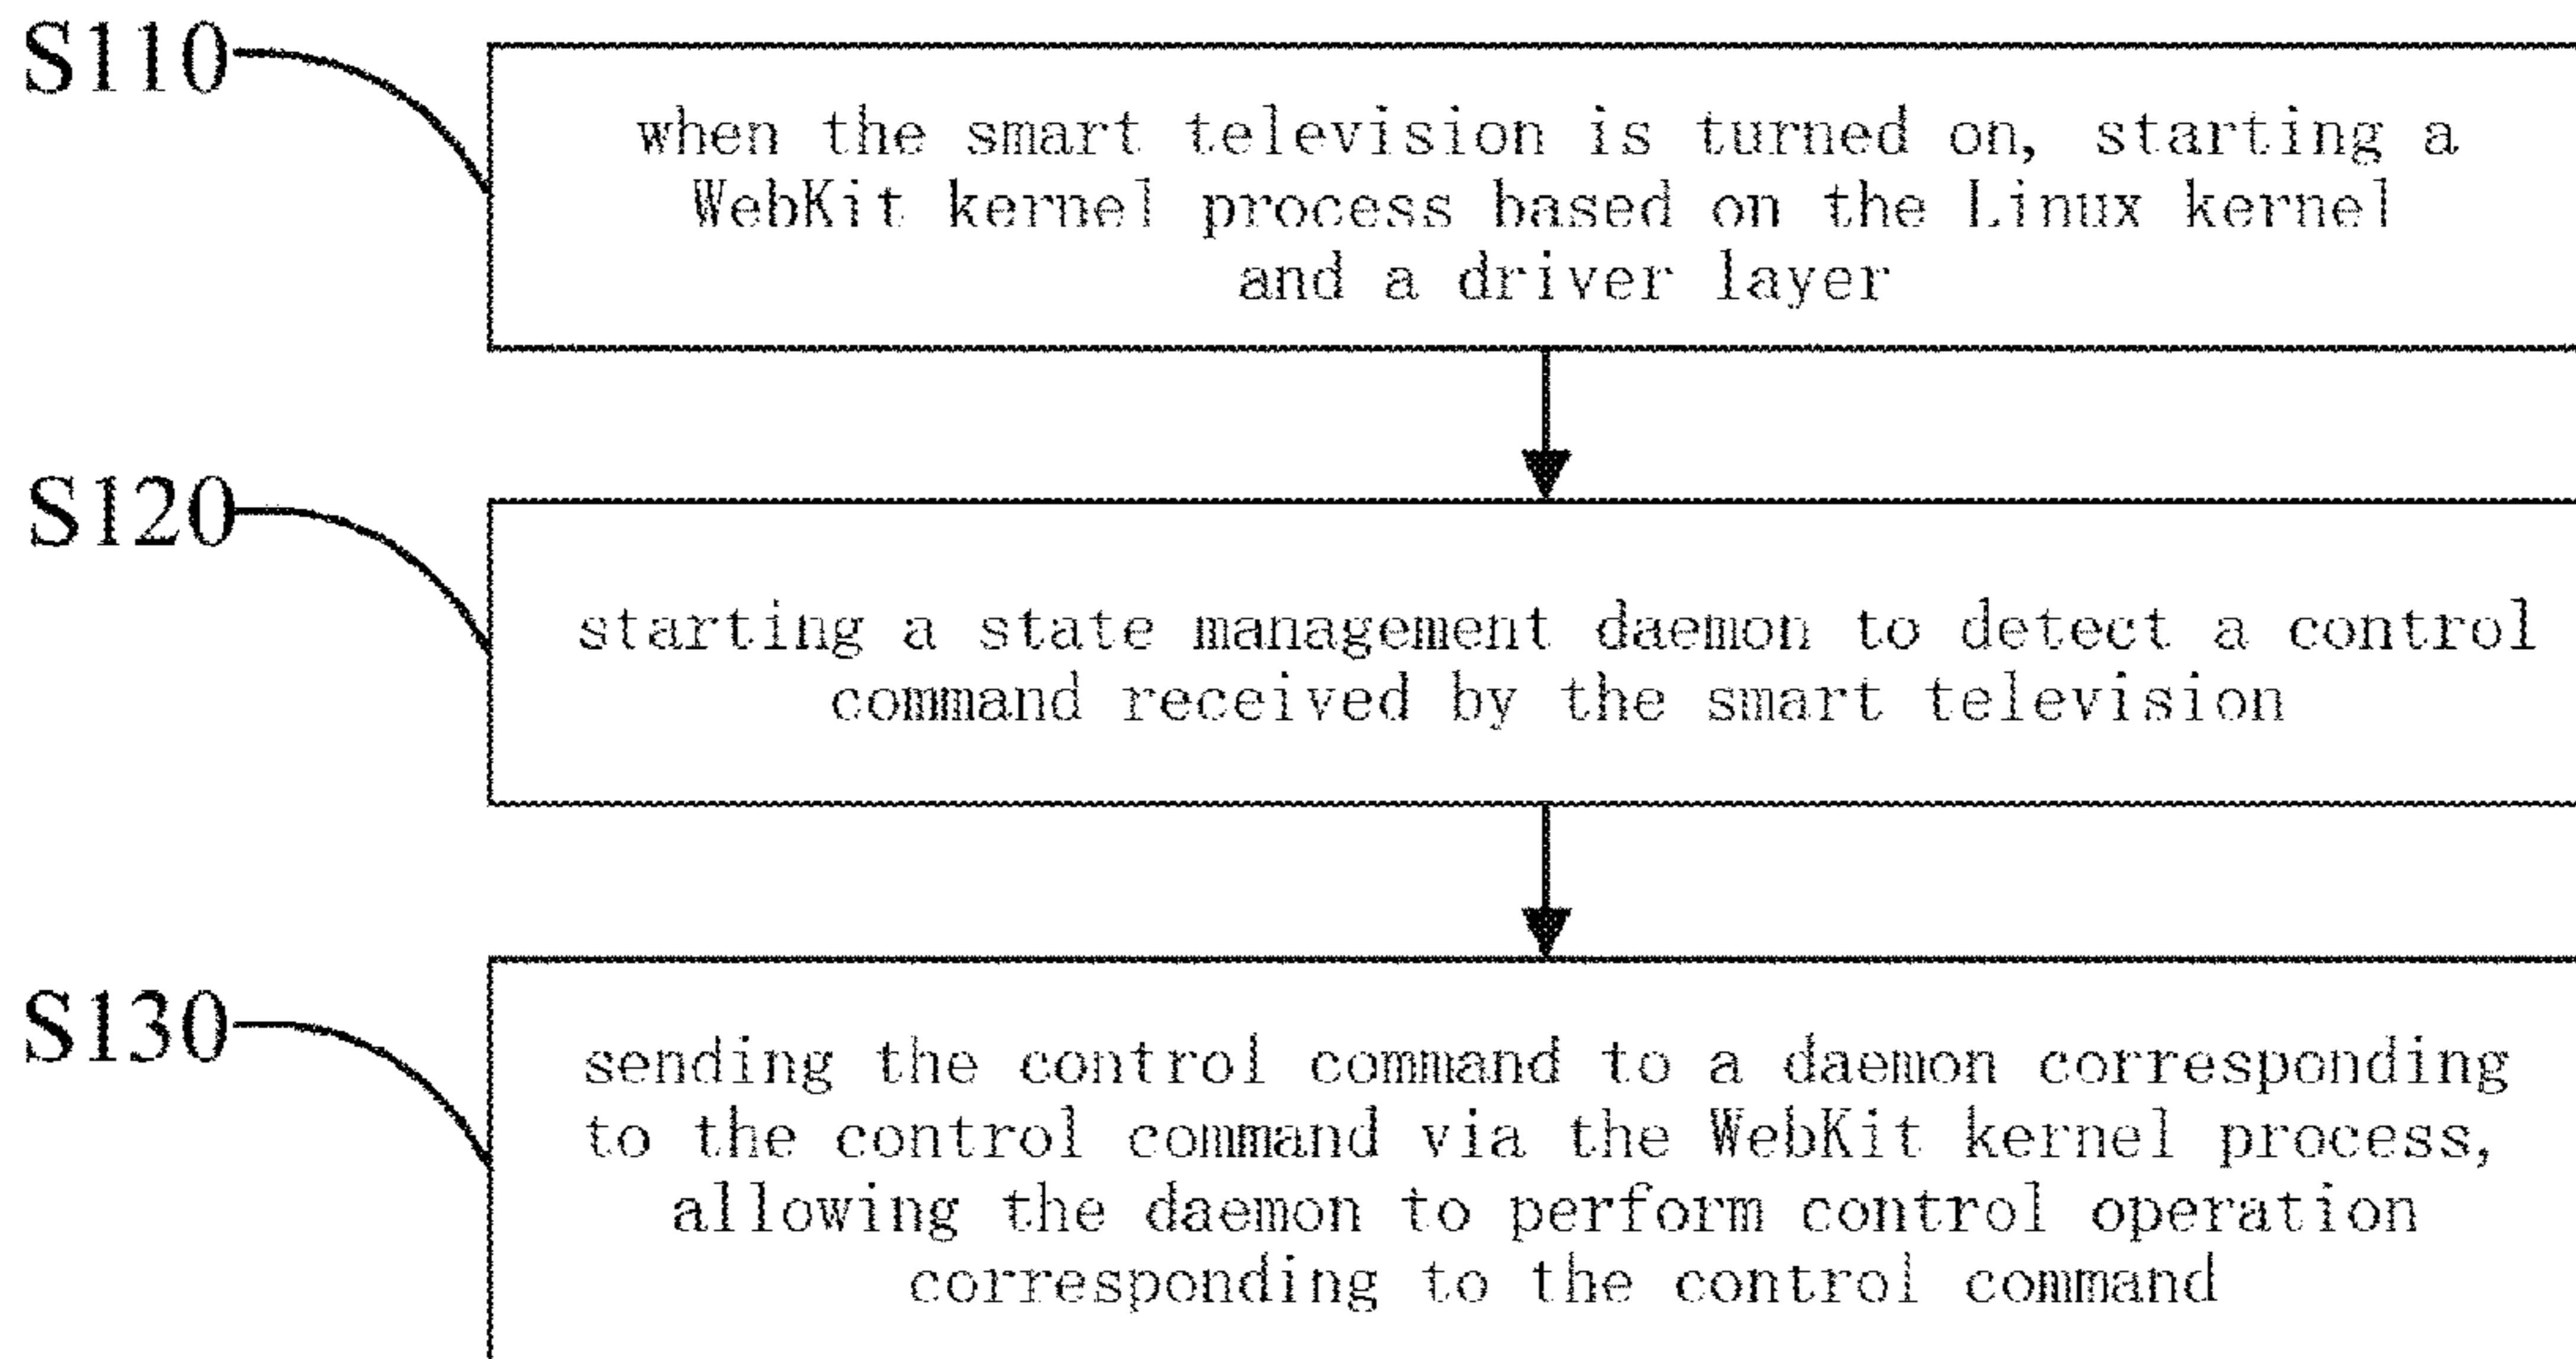 S110
when the smart television is turned on, starting a
WebKit kernel process based on the Linux kernel
and a driver layer
S120
starting a state management daemon to detect a control
command received by the smart television
S130
sending the control command to a daemon corresponding
to the control command via the WebKit kernel process,
allowing the daemon to perform control operation
corresponding to the control command